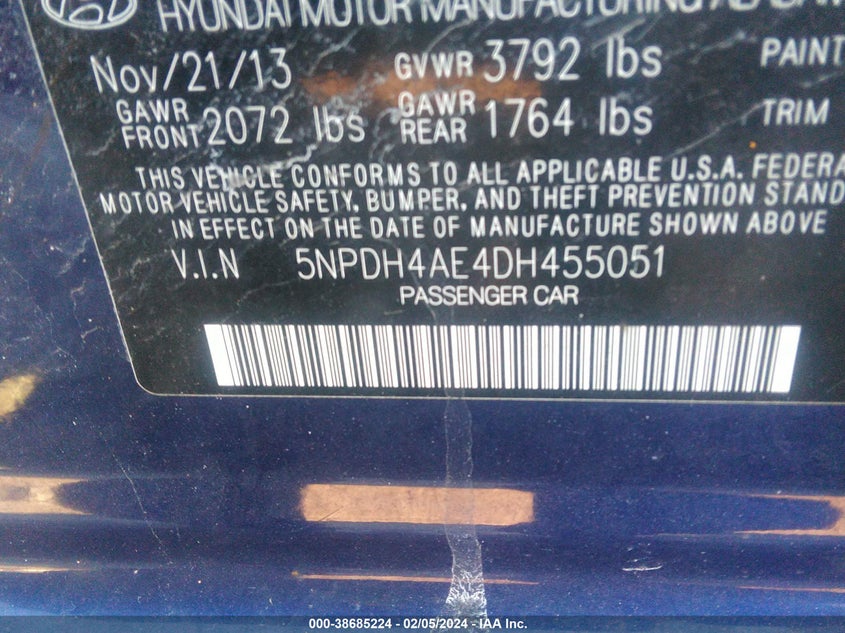 HYUNDAI MOTOR MANUFACTURING
Nov/21/13 GVWR 3792 lbs PAINT
GAWR FRONT 2072 lbs GAWR REAR 1764 lbs TRIM
THIS VEHICLE CONFORMS TO ALL APPLICABLE U.S.A. FEDERA
MOTOR VEHICLE SAFETY, BUMPER, AND THEFT PREVENTION STAND
IN EFFECT ON THE DATE OF MANUFACTURE SHOWN ABOVE
V.I.N 5NPDH4AE4DH455051
PASSENGER CAR
000-38685224 - 02/05/2024 - IAA Inc.